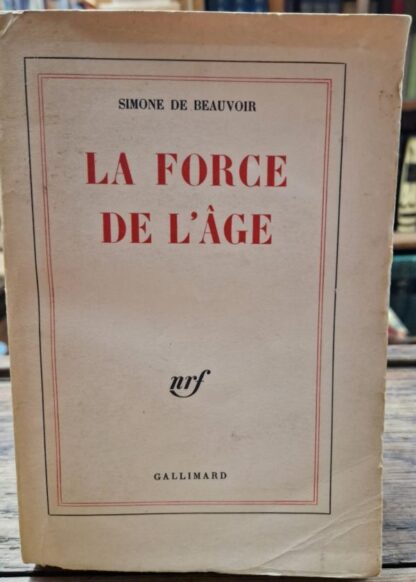 SIMONE DE BEAUVOIR
LA FORCE
DE L'ÂGE
nrf
GALLIMARD